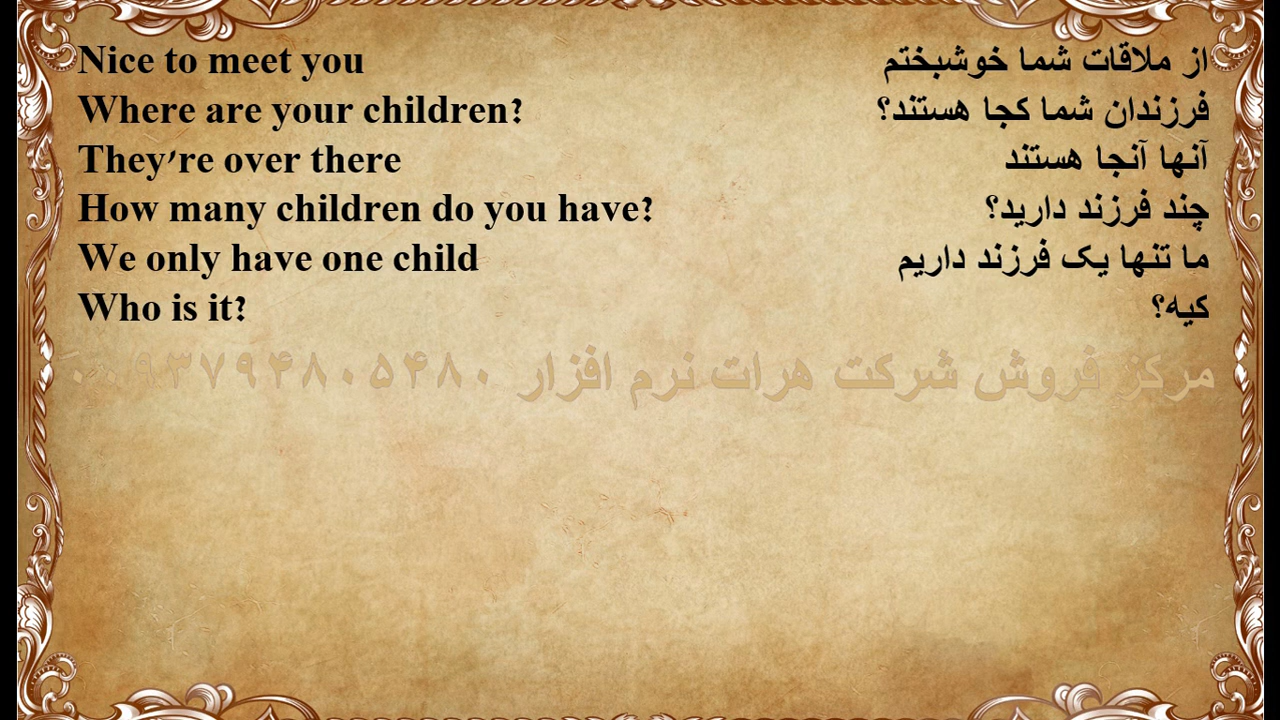 Nice to meet you از ملاقات شما خوشبختم
Where are your children? فرزندان شما کجا هستند؟
They're over there آنها آنجا هستند
How many children do you have? چند فرزند دارید؟
We only have one child ما تنها یک فرزند داریم
Who is it? کیه؟
مرکز فروش شرکت هرات نرم افزار